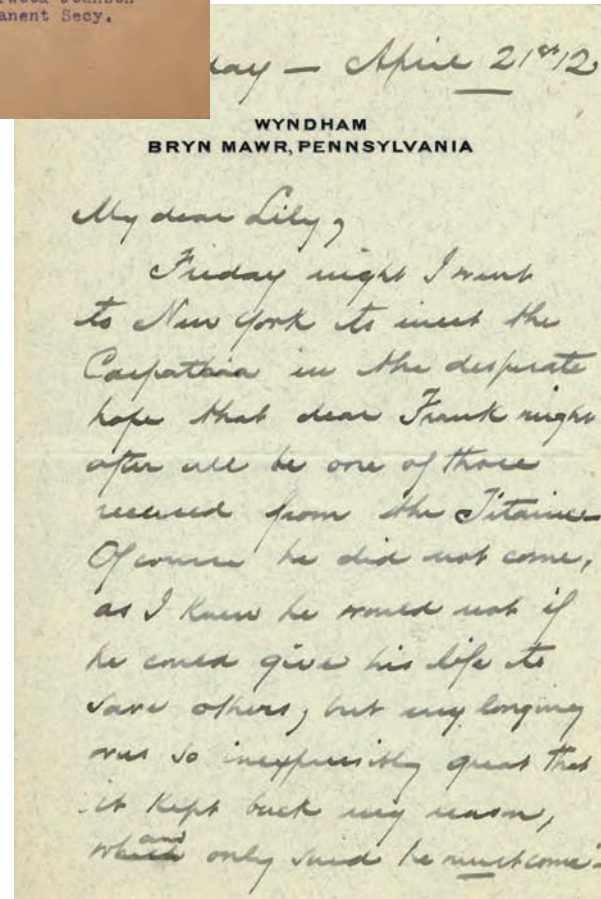 Johnson
anent Secy.
day — April 21st 12
WYNDHAM
BRYN MAWR, PENNSYLVANIA
My dear Lily,
Friday night I went
to New York to meet the
Carpathia in the desperate
hope that dear Frank might
after all be one of those
rescued from the Titanic—
Of course he did not come,
as I knew he would not if
he could give his life to
save others, but my longing
was so inexpressibly great that
it kept back my reason,
which and only said he must come—